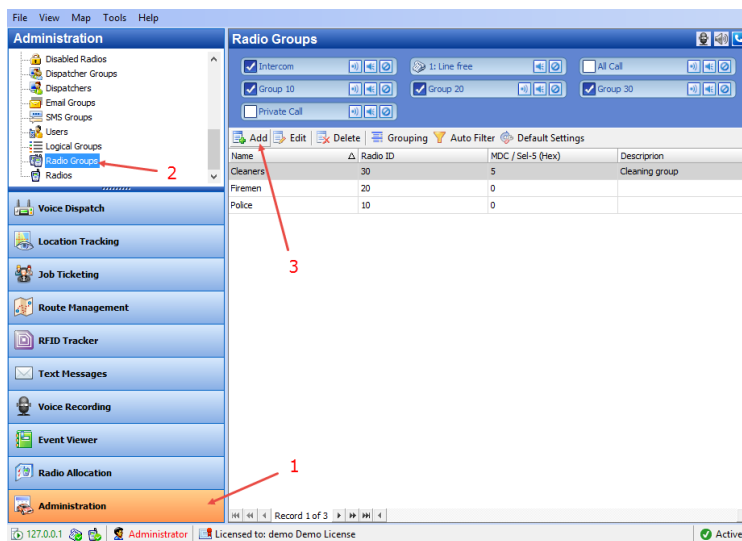 File View Map Tools Help
Administration
Radio Groups
Disabled Radios
Dispatcher Groups
Dispatchers
Email Groups
SMS Groups
Users
Logical Groups
Radio Groups
Radios
2
Intercom
1: Line free
All Call
Group 10
Group 20
Group 30
Private Call
Add Edit Delete Grouping Auto Filter Default Settings
Name Radio ID MDC / Sel-5 (Hex) Description
Cleaners 30 5 Cleaning group
Firemen 20 0
Police 10 0
3
Voice Dispatch
Location Tracking
Job Ticketing
Route Management
RFID Tracker
Text Messages
Voice Recording
Event Viewer
Radio Allocation
Administration
1
Record 1 of 3
127.0.0.1 Administrator Licensed to: demo Demo License Active